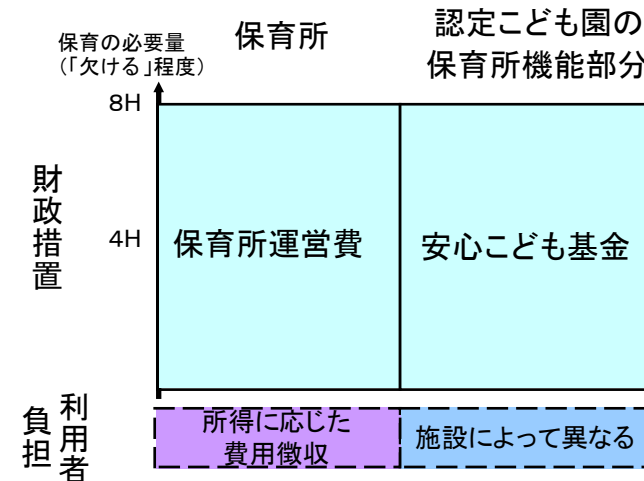 保育の必要量
(「欠ける」程度)
保育所
認定こども園の
保育所機能部分
8H
財政措置
4H
保育所運営費
安心こども基金
利用者
負担
所得に応じた
費用徴収
施設によって異なる